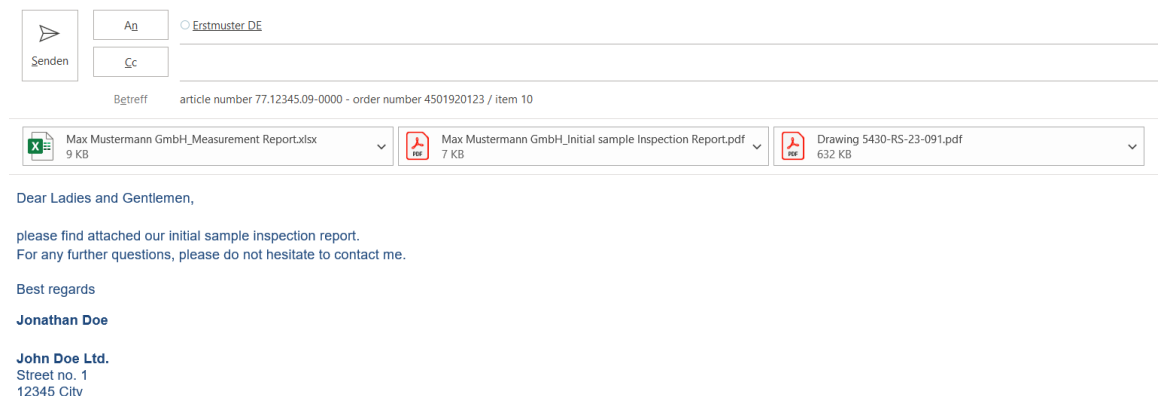 Senden
An
Erstmuster DE
Cc
Betreff
article number 77.12345.09-0000 - order number 4501920123 / item 10
Max Mustermann GmbH_Measurement Report.xlsx
9 KB
Max Mustermann GmbH_Initial sample Inspection Report.pdf
7 KB
Drawing 5430-RS-23-091.pdf
632 KB
PDF
PDF
Dear Ladies and Gentlemen,
please find attached our initial sample inspection report.
For any further questions, please do not hesitate to contact me.
Best regards
Jonathan Doe
John Doe Ltd.
Street no. 1
12345 City